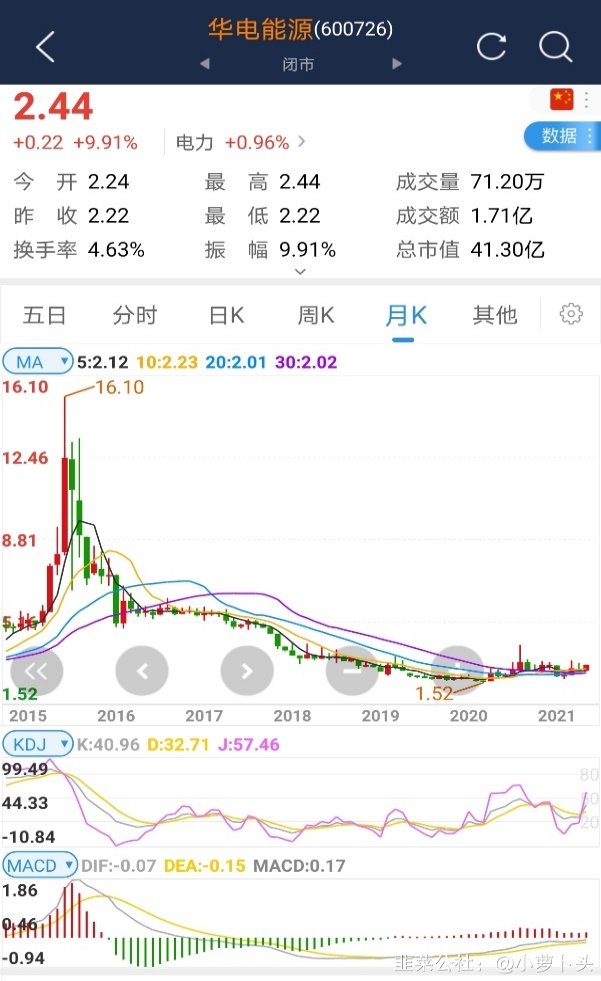 华电能源(600726)
闭市
2.44
+0.22 +9.91% 电力 +0.96%
数据
今开 2.24 最高 2.44 成交量 71.20万
昨收 2.22 最低 2.22 成交额 1.71亿
换手率 4.63% 振幅 9.91% 总市值 41.30亿
五日 分时 日K 周K 月K 其他
MA 5:2.12 10:2.23 20:2.01 30:2.02
16.10
16.10
12.46
8.81
1.52
1.52
2015 2016 2017 2018 2019 2020 2021
KDJ K:40.96 D:32.71 J:57.46
99.49
80
44.33
50
20
-10.84
MACD DIF:-0.07 DEA:-0.15 MACD:0.17
1.86
0.46
-0.94
韭菜公社：@小萝卜头